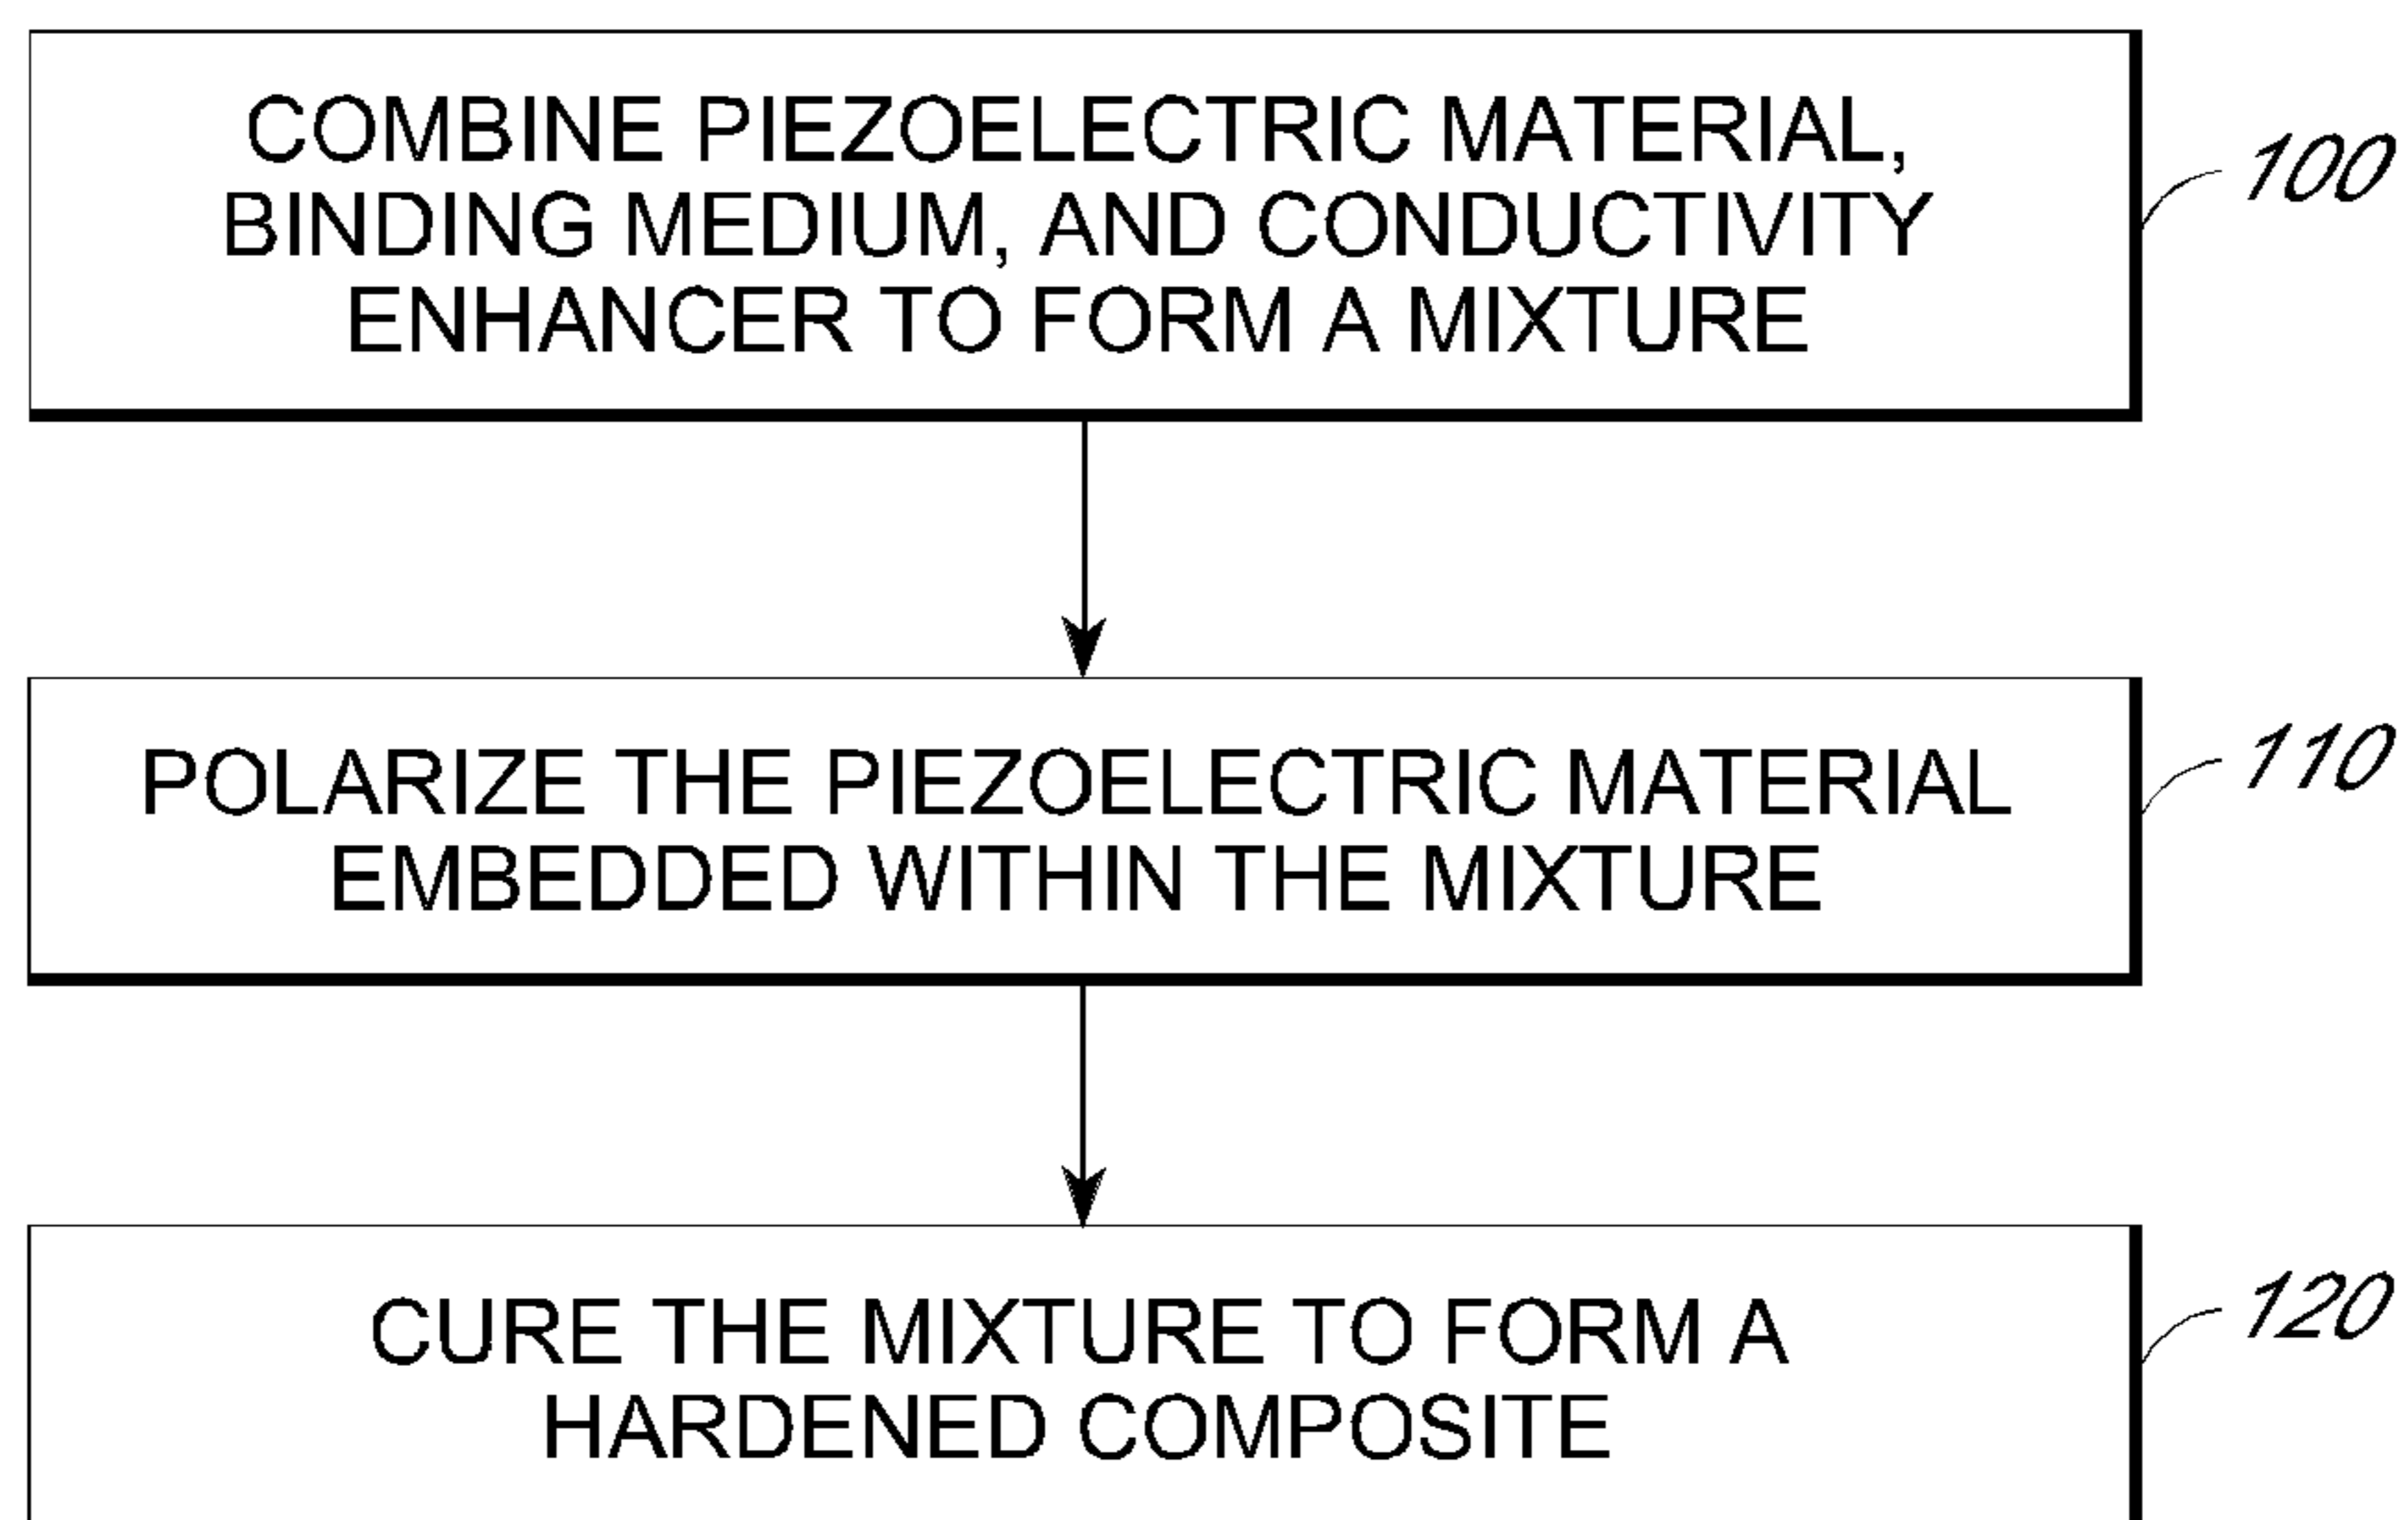 COMBINE PIEZOELECTRIC MATERIAL,
BINDING MEDIUM, AND CONDUCTIVITY
ENHANCER TO FORM A MIXTURE
100
POLARIZE THE PIEZOELECTRIC MATERIAL
EMBEDDED WITHIN THE MIXTURE
110
CURE THE MIXTURE TO FORM A
HARDENED COMPOSITE
120